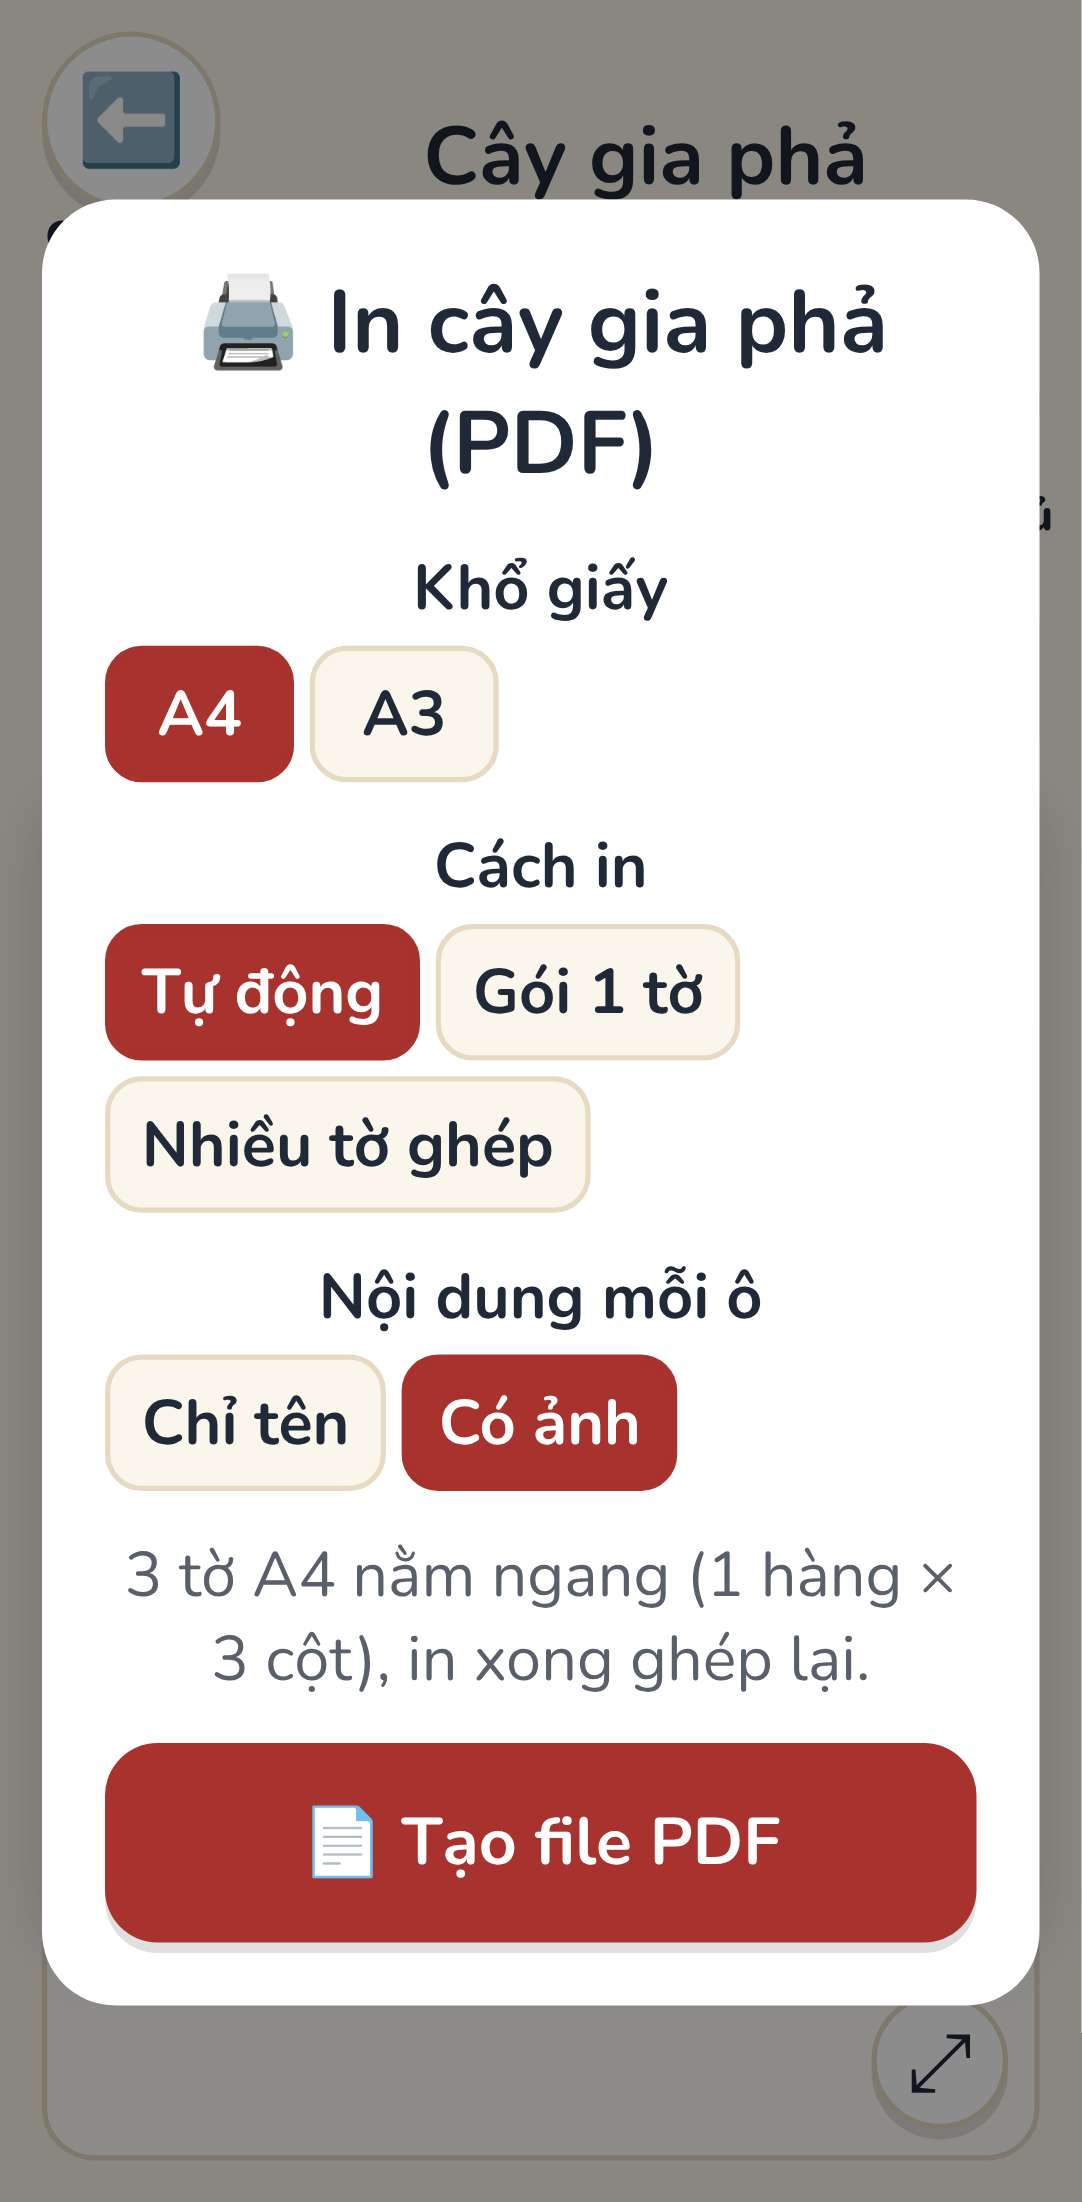 Cây gia phả
In cây gia phả
(PDF)
Khổ giấy
A4 A3
Cách in
Tự động Gói 1 tờ
Nhiều tờ ghép
Nội dung mỗi ô
Chỉ tên Có ảnh
3 tờ A4 nằm ngang (1 hàng ×
3 cột), in xong ghép lại.
Tạo file PDF